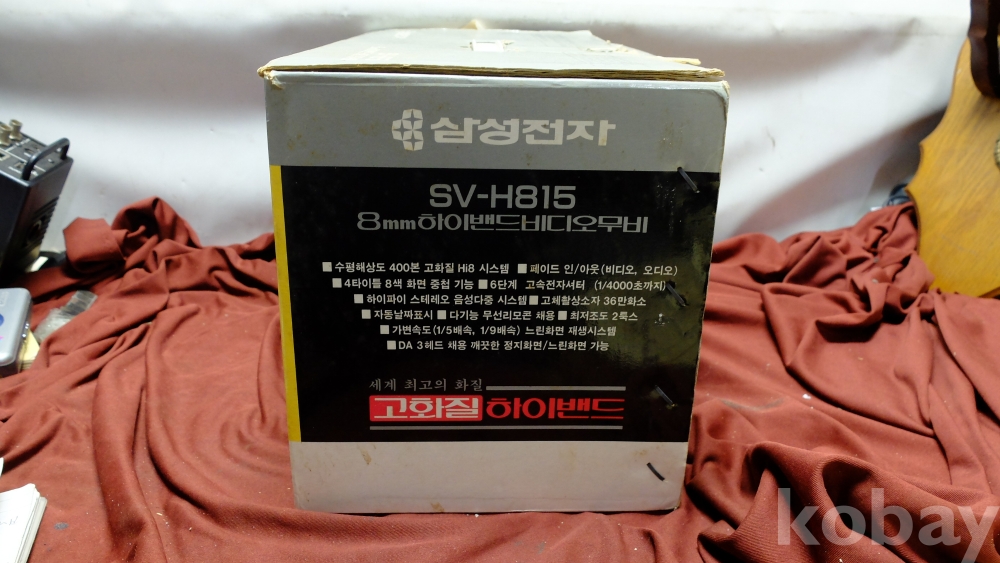 삼성전자
SV-H815
8mm하이밴드비디오무비
■ 수평해상도 400본 고화질 Hi8 시스템 ■ 페이드 인/아웃(비디오, 오디오)
■ 4타이틀 8색 화면 중첩 기능 ■ 6단계 고속전자셔터 (1/4000초까지)
■ 하이파이 스테레오 음성다중 시스템 ■ 고체촬상소자 36만화소
■ 자동날짜표시 ■ 다기능 무선리모콘 채용 ■ 최저조도 2룩스
■ 가변속도(1/5배속, 1/9배속) 느린화면 재생시스템
■ DA 3헤드 채용 깨끗한 정지화면/느린화면 가능
세계 최고의 화질
고화질 하이밴드
kobay